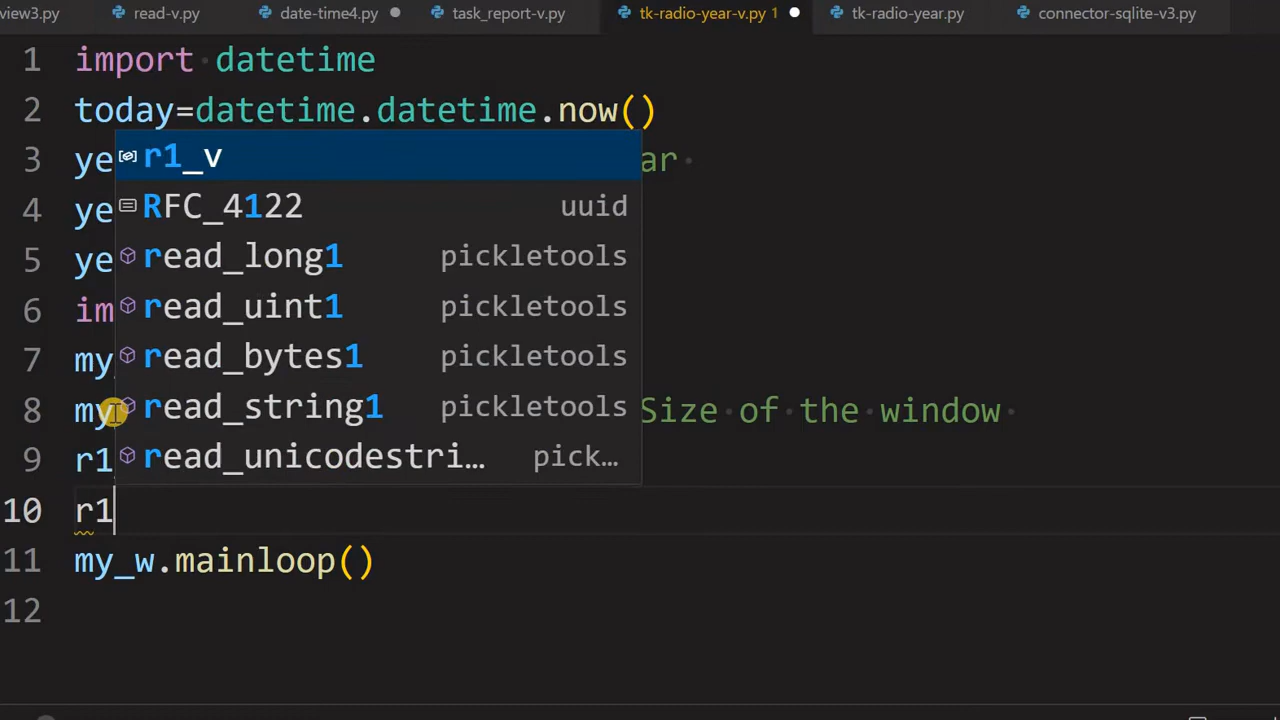 view3.py read-v.py date-time4.py task_report-v.py tk-radio-year-v.py 1 tk-radio-year.py connector-sqlite-v3.py
1 import datetime
2 today=datetime.datetime.now()
3 ye ar
4 ye
5 ye
6 im
7 my
8 my Size of the window
9 r1
10 r1
11 my_w.mainloop()
12
r1_v
RFC_4122 uuid
read_long1 pickletools
read_uint1 pickletools
read_bytes1 pickletools
read_string1 pickletools
read_unicodestri... pick...